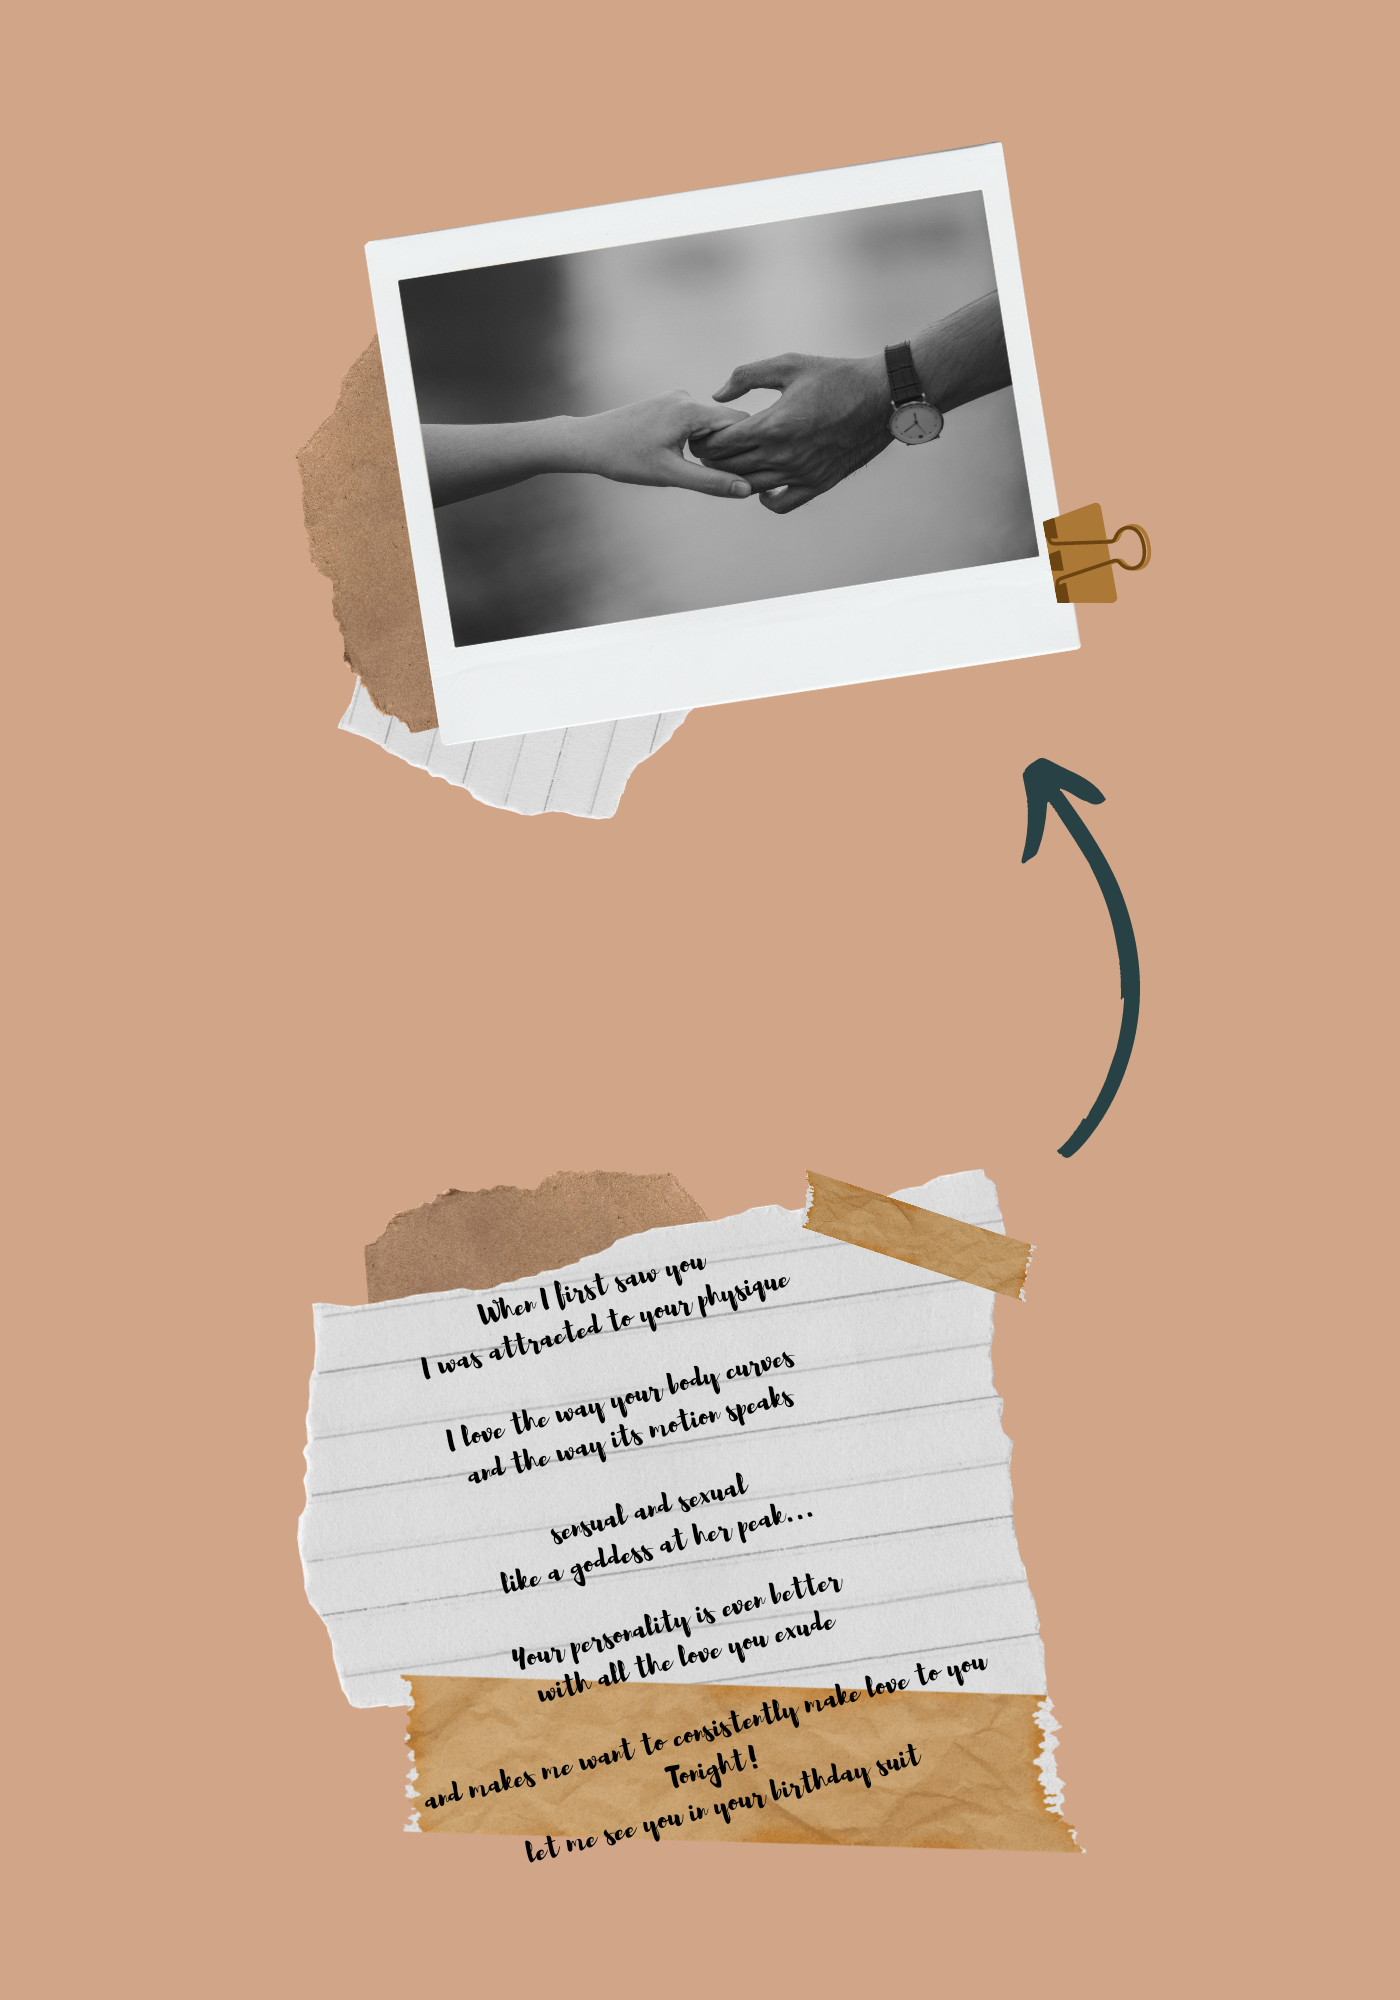 When I first saw you
I was attracted to your physique
I love the way your body curves
and the way its motion speaks
sensual and sexual
like a goddess at her peak...
Your personality is even better
with all the love you exude
and makes me want to consistently make love to you
Tonight!
let me see you in your birthday suit